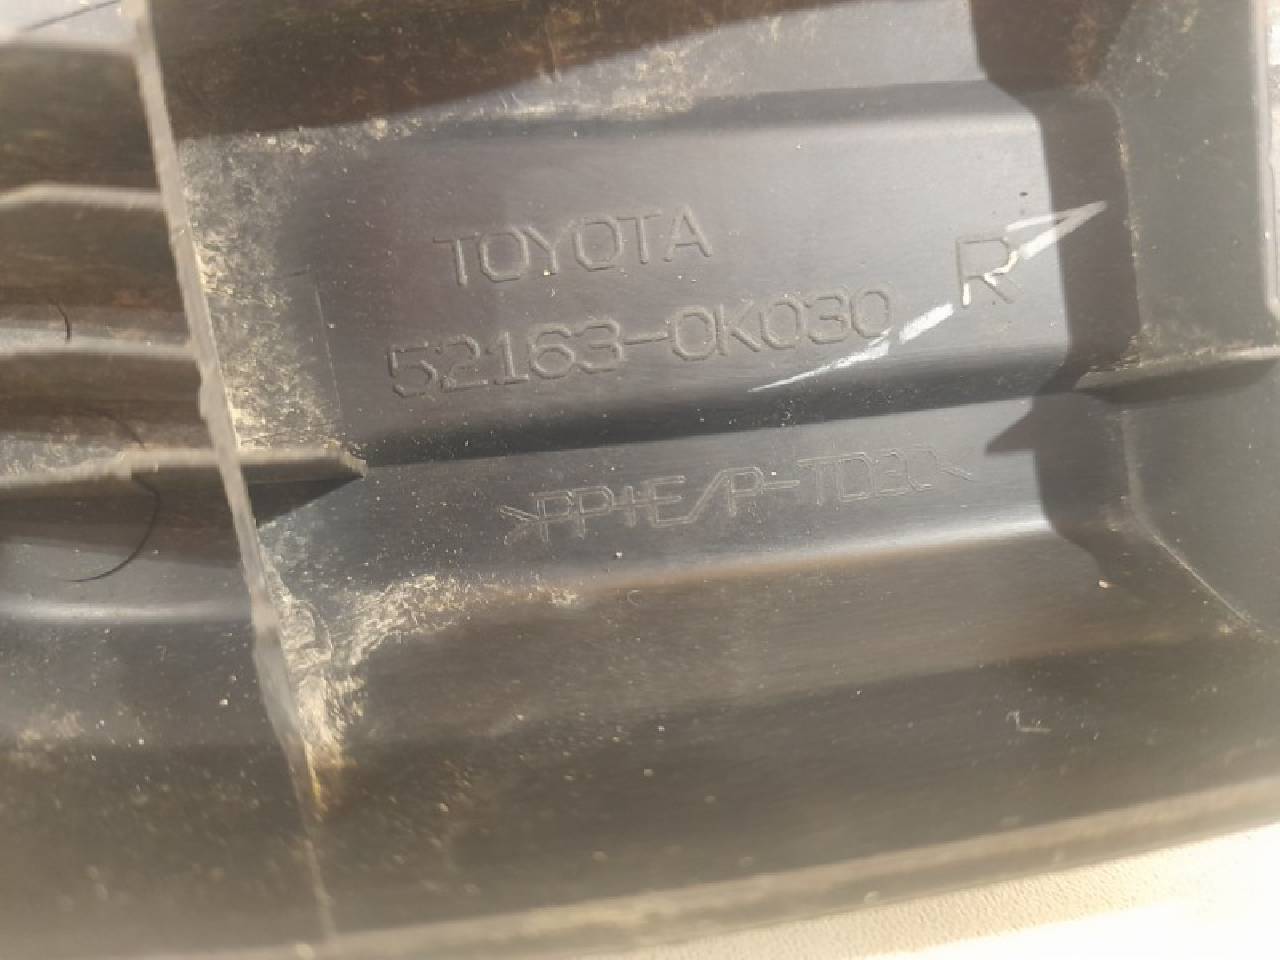 TOYOTA
52163-0K030 R
>PP+E/P-TD30<